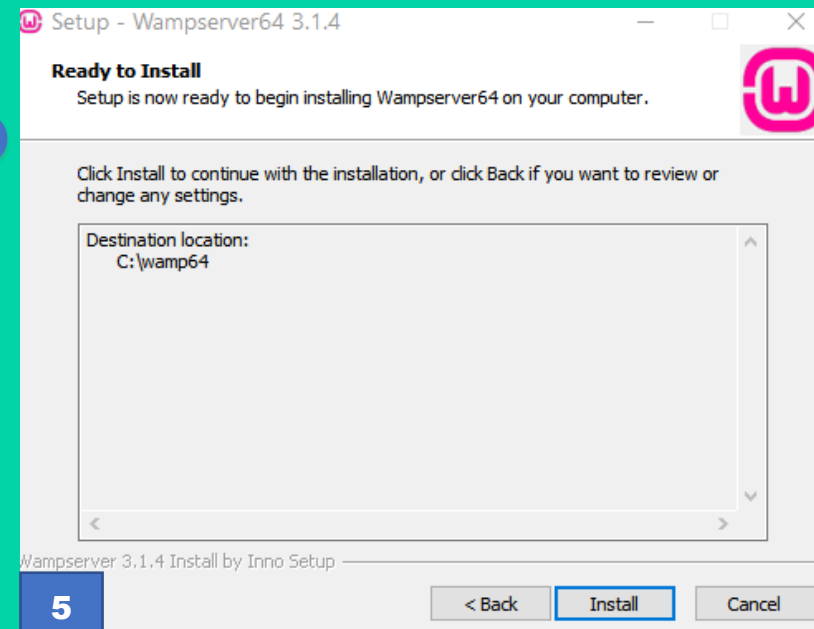 Setup - Wampserver64 3.1.4
Ready to Install
Setup is now ready to begin installing Wampserver64 on your computer.
Click Install to continue with the installation, or click Back if you want to review or
change any settings.
Destination location:
C:\wamp64
Wampserver 3.1.4 Install by Inno Setup
5
< Back
Install
Cancel